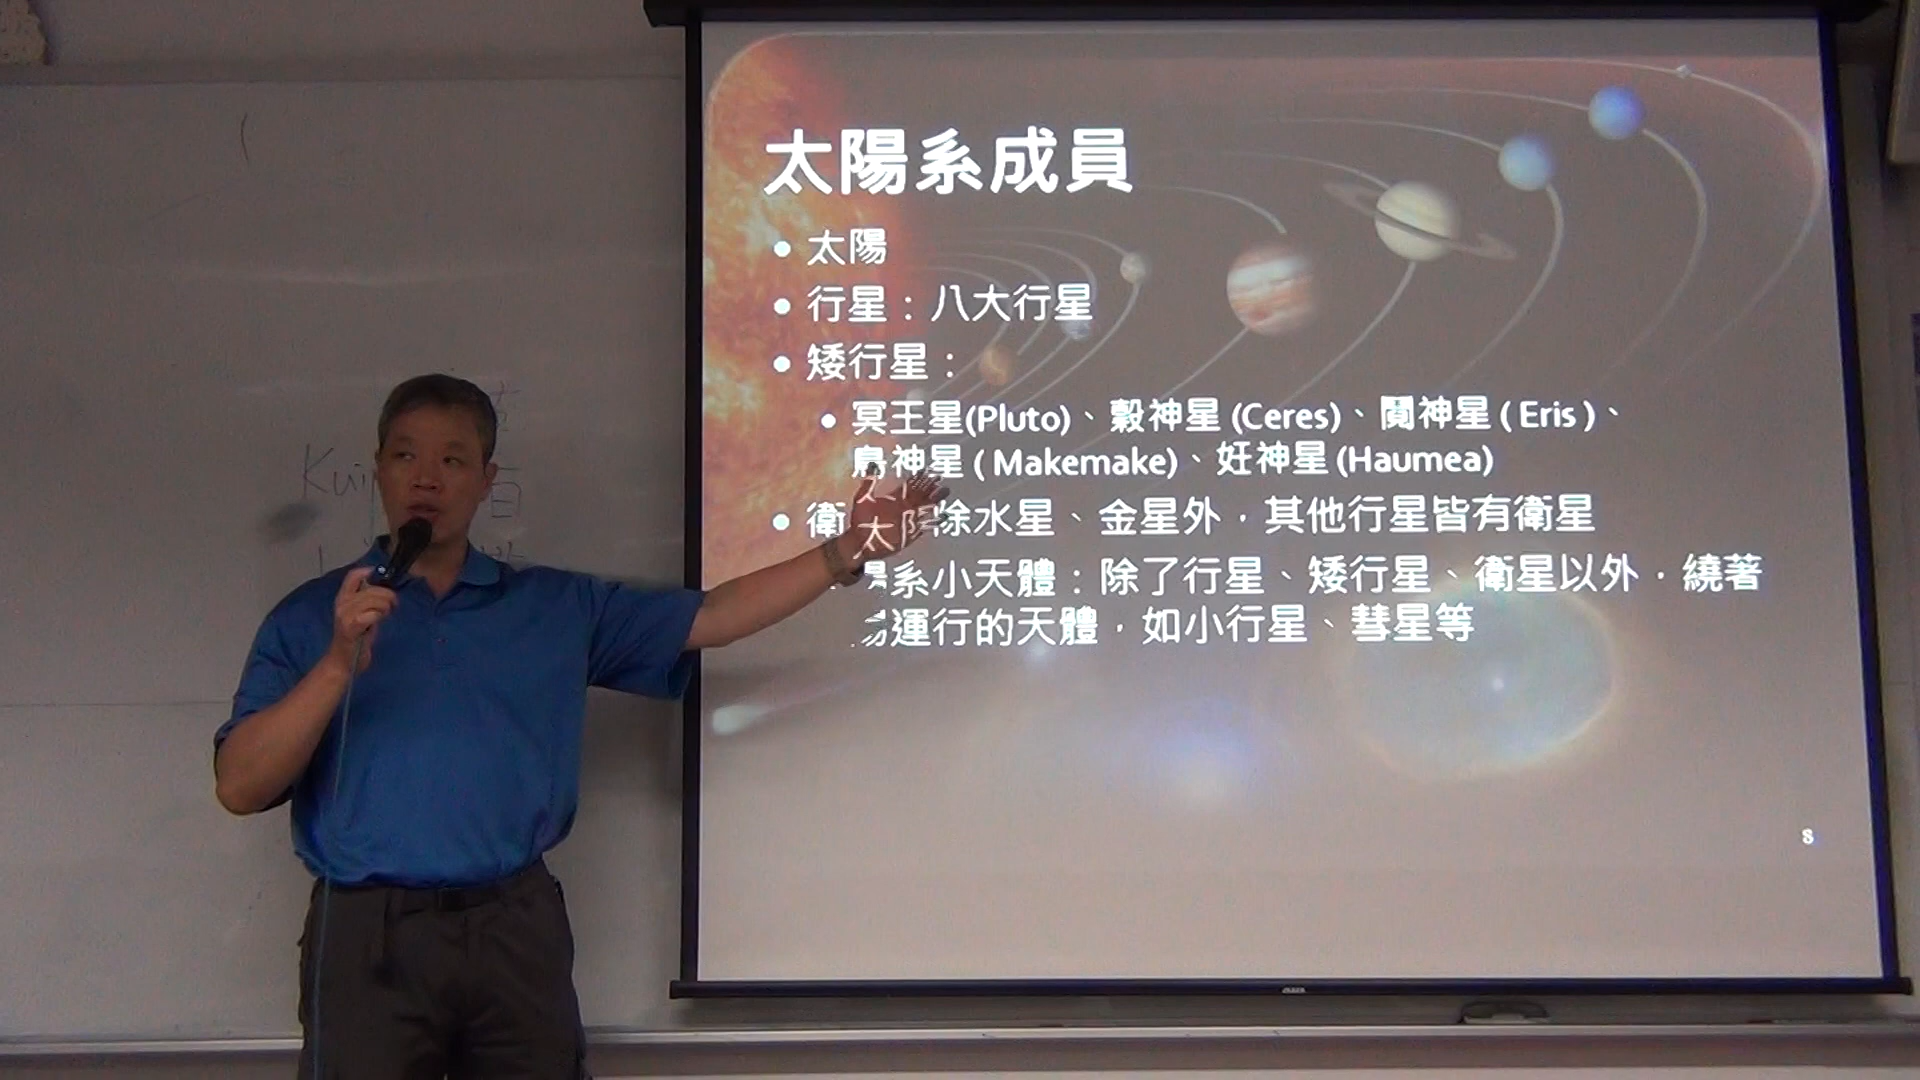 太陽系成員
• 太陽
• 行星：八大行星
• 矮行星：
• 冥王星(Pluto)、穀神星 (Ceres)、鬩神星 ( Eris )、
鳥神星 ( Makemake)、妊神星 (Haumea)
• 衛 除水星、金星外，其他行星皆有衛星
系小天體：除了行星、矮行星、衛星以外，繞著
運行的天體，如小行星、彗星等
8
Kui